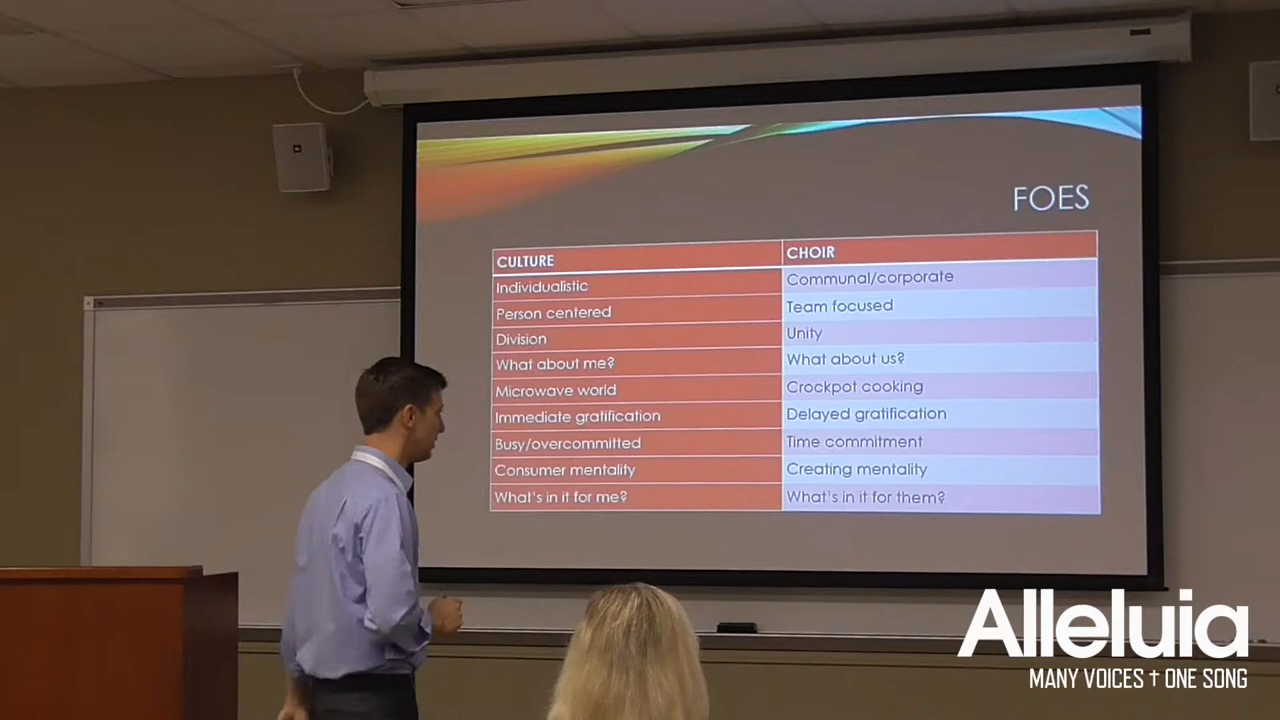 FOES
CULTURE CHOIR
Individualistic Communal/corporate
Person centered Team focused
Division Unity
What about me? What about us?
Microwave world Crockpot cooking
Immediate gratification Delayed gratification
Busy/overcommitted Time commitment
Consumer mentality Creating mentality
What's in it for me? What's in it for them?
Alleluia
MANY VOICES † ONE SONG